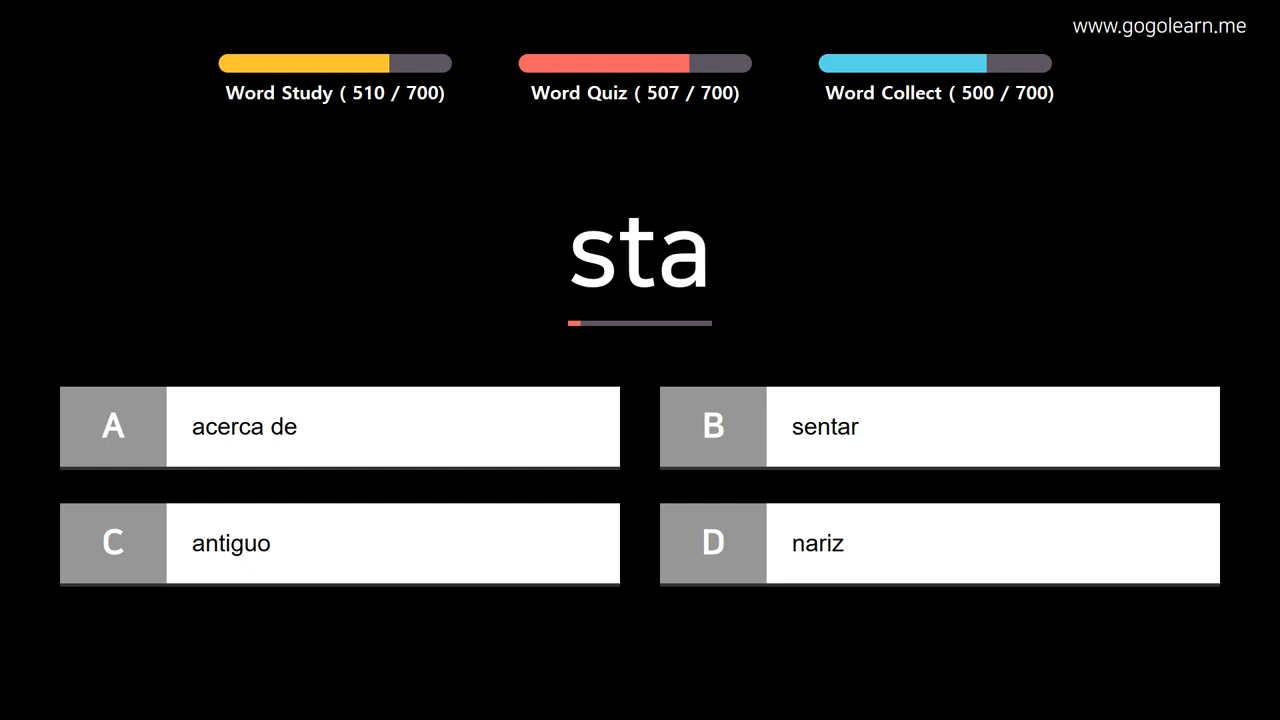 www.gogolearn.me
Word Study ( 510 / 700)
Word Quiz ( 507 / 700)
Word Collect ( 500 / 700)
sta
A acerca de
B sentar
C antiguo
D nariz